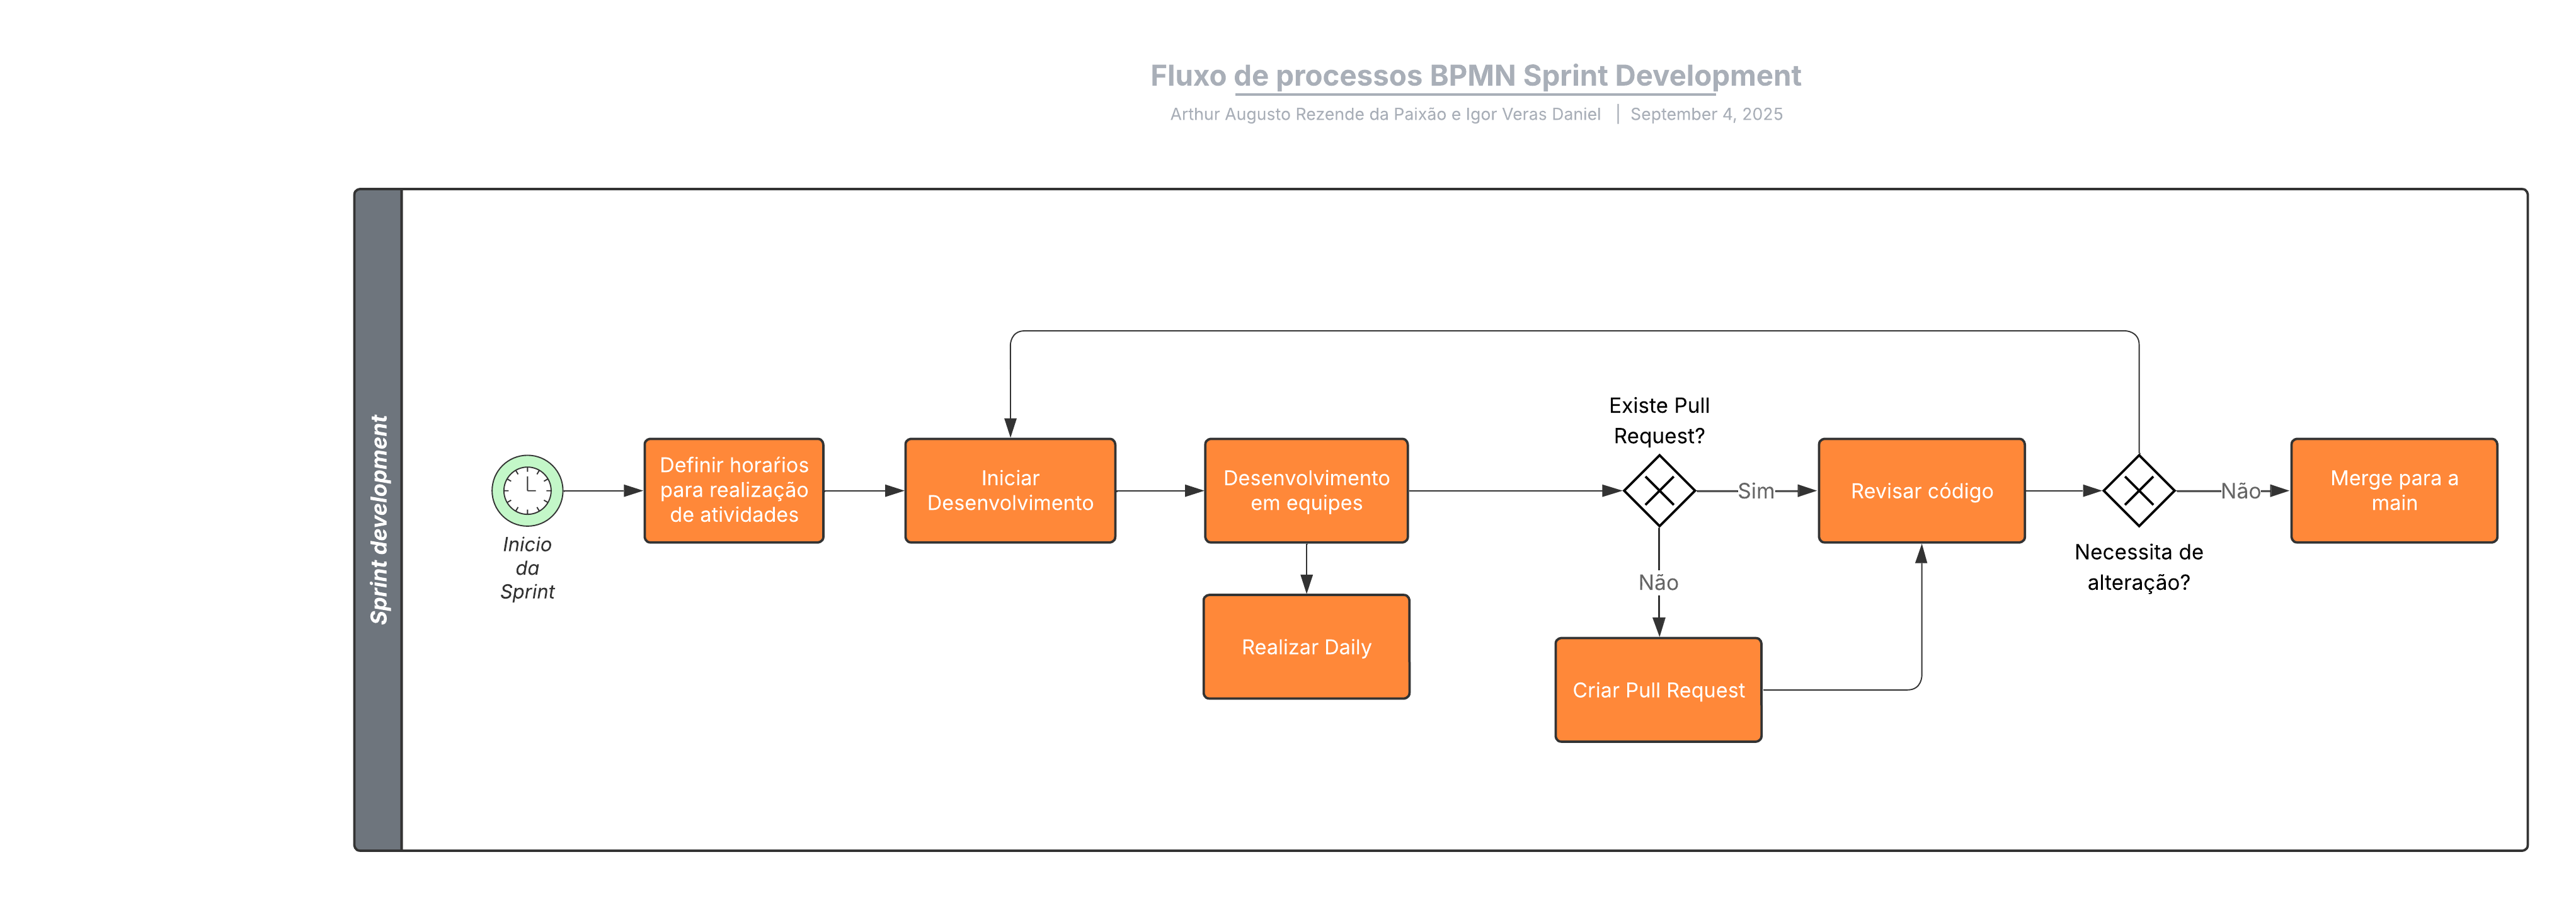 Fluxo de processos BPMN Sprint Development
Arthur Augusto Rezende da Paixão e Igor Veras Daniel | September 4, 2025
Sprint development
Inicio
da
Sprint
Definir horaŕios
para realização
de atividades
Iniciar
Desenvolvimento
Desenvolvimento
em equipes
Realizar Daily
Existe Pull
Request?
Sim
Não
Criar Pull Request
Revisar código
Necessita de
alteração?
Não
Merge para a
main